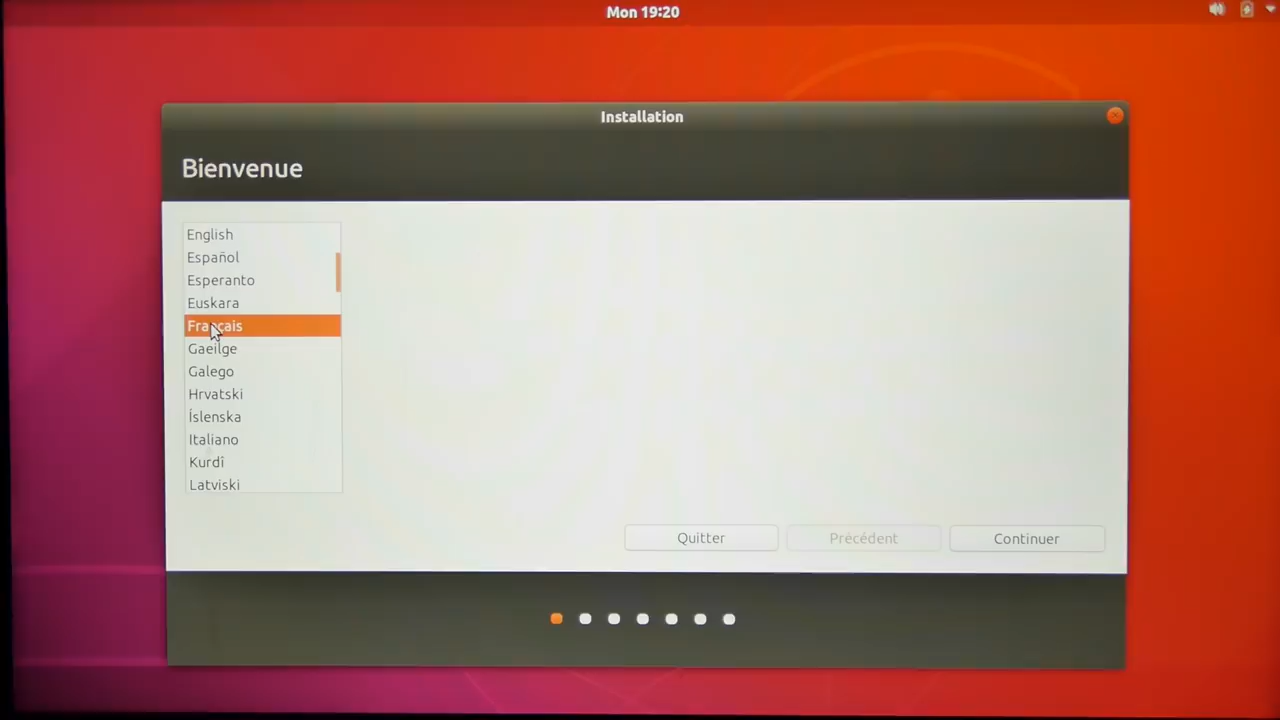 Mon 19:20
Installation
Bienvenue
English
Español
Esperanto
Euskara
Français
Gaeilge
Galego
Hrvatski
Íslenska
Italiano
Kurdî
Latviski
Quitter
Précédent
Continuer